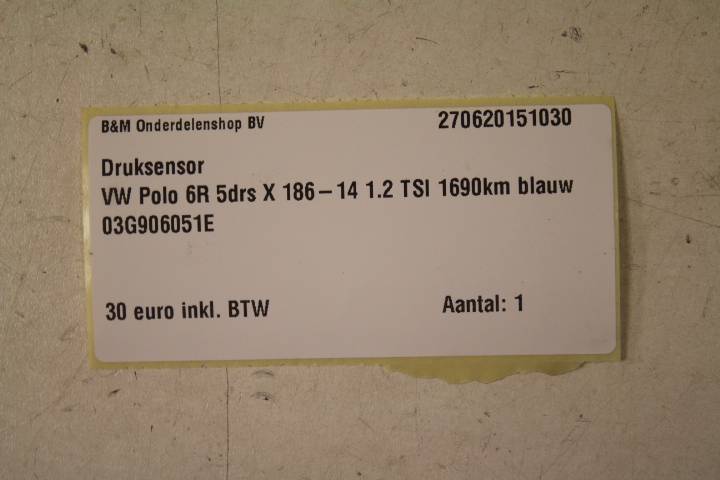 B&M Onderdelenshop BV 270620151030
Druksensor
VW Polo 6R 5drs X 186-14 1.2 TSI 1690km blauw
03G906051E
30 euro inkl. BTW Aantal: 1